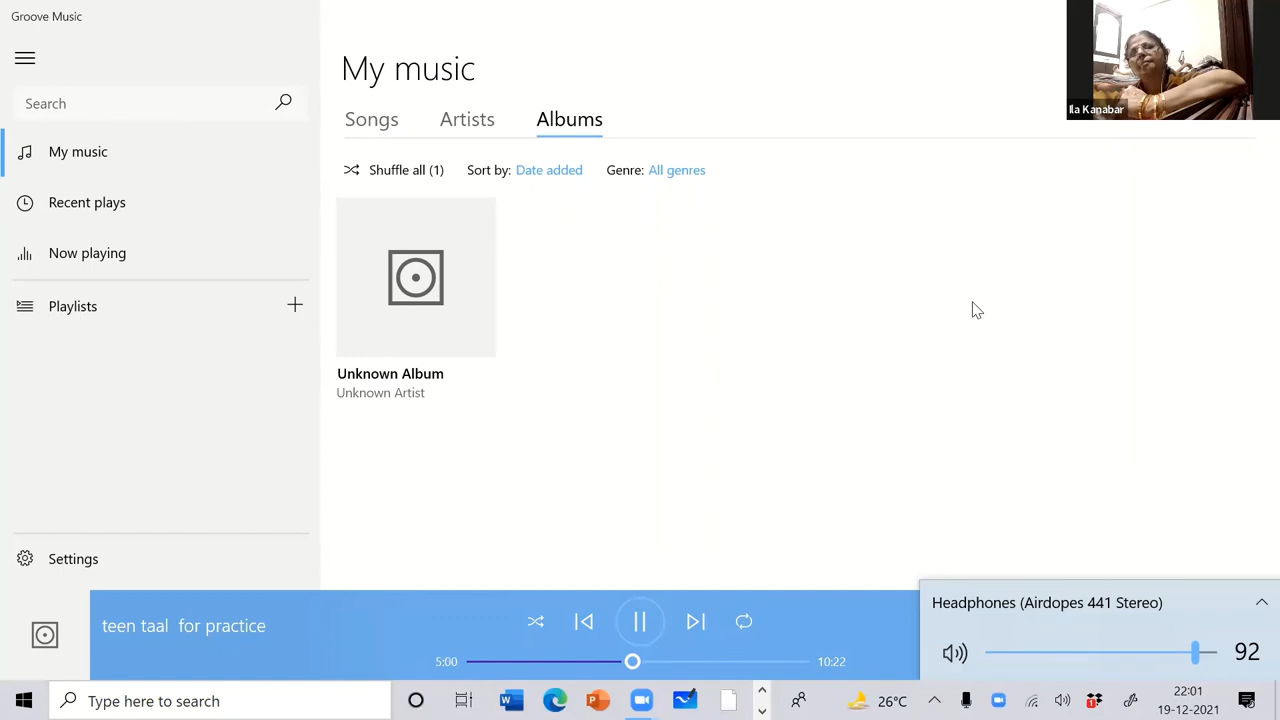 Groove Music
Search
My music
Recent plays
Now playing
Playlists
Settings
My music
Songs Artists Albums
Shuffle all (1) Sort by: Date added Genre: All genres
Unknown Album
Unknown Artist
Ila Kanabar
teen taal for practice
5:00 10:22
Headphones (Airdopes 441 Stereo)
92
Type here to search
26°C
22:01
19-12-2021